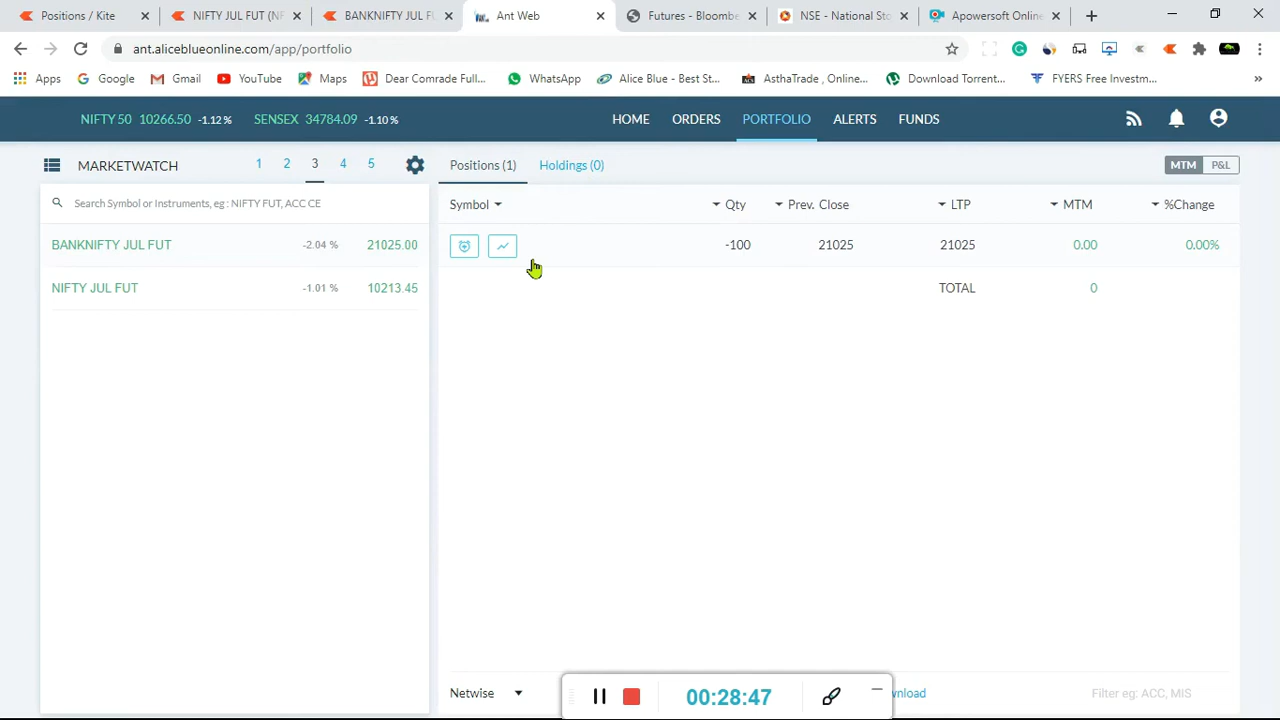 Positions / Kite
NIFTY JUL FUT (NF
BANKNIFTY JUL FU
Ant Web
Futures - Bloombe
NSE - National Sto
Apowersoft Online
ant.aliceblueonline.com/app/portfolio
Apps
Google
Gmail
YouTube
Maps
Dear Comrade Full...
WhatsApp
Alice Blue - Best St...
AsthaTrade , Online...
Download Torrent...
FYERS Free Investm...
»
NIFTY 50 10266.50 -1.12 %
SENSEX 34784.09 -1.10 %
HOME
ORDERS
PORTFOLIO
ALERTS
FUNDS
MARKETWATCH
1 2 3 4 5
Positions (1)
Holdings (0)
MTM P&L
Search Symbol or Instruments, eg : NIFTY FUT, ACC CE
Symbol Qty Prev. Close LTP MTM %Change
BANKNIFTY JUL FUT -2.04 % 21025.00
-100 21025 21025 0.00 0.00%
NIFTY JUL FUT -1.01 % 10213.45
TOTAL 0
Netwise
00:28:47
wnload
Filter eg: ACC, MIS